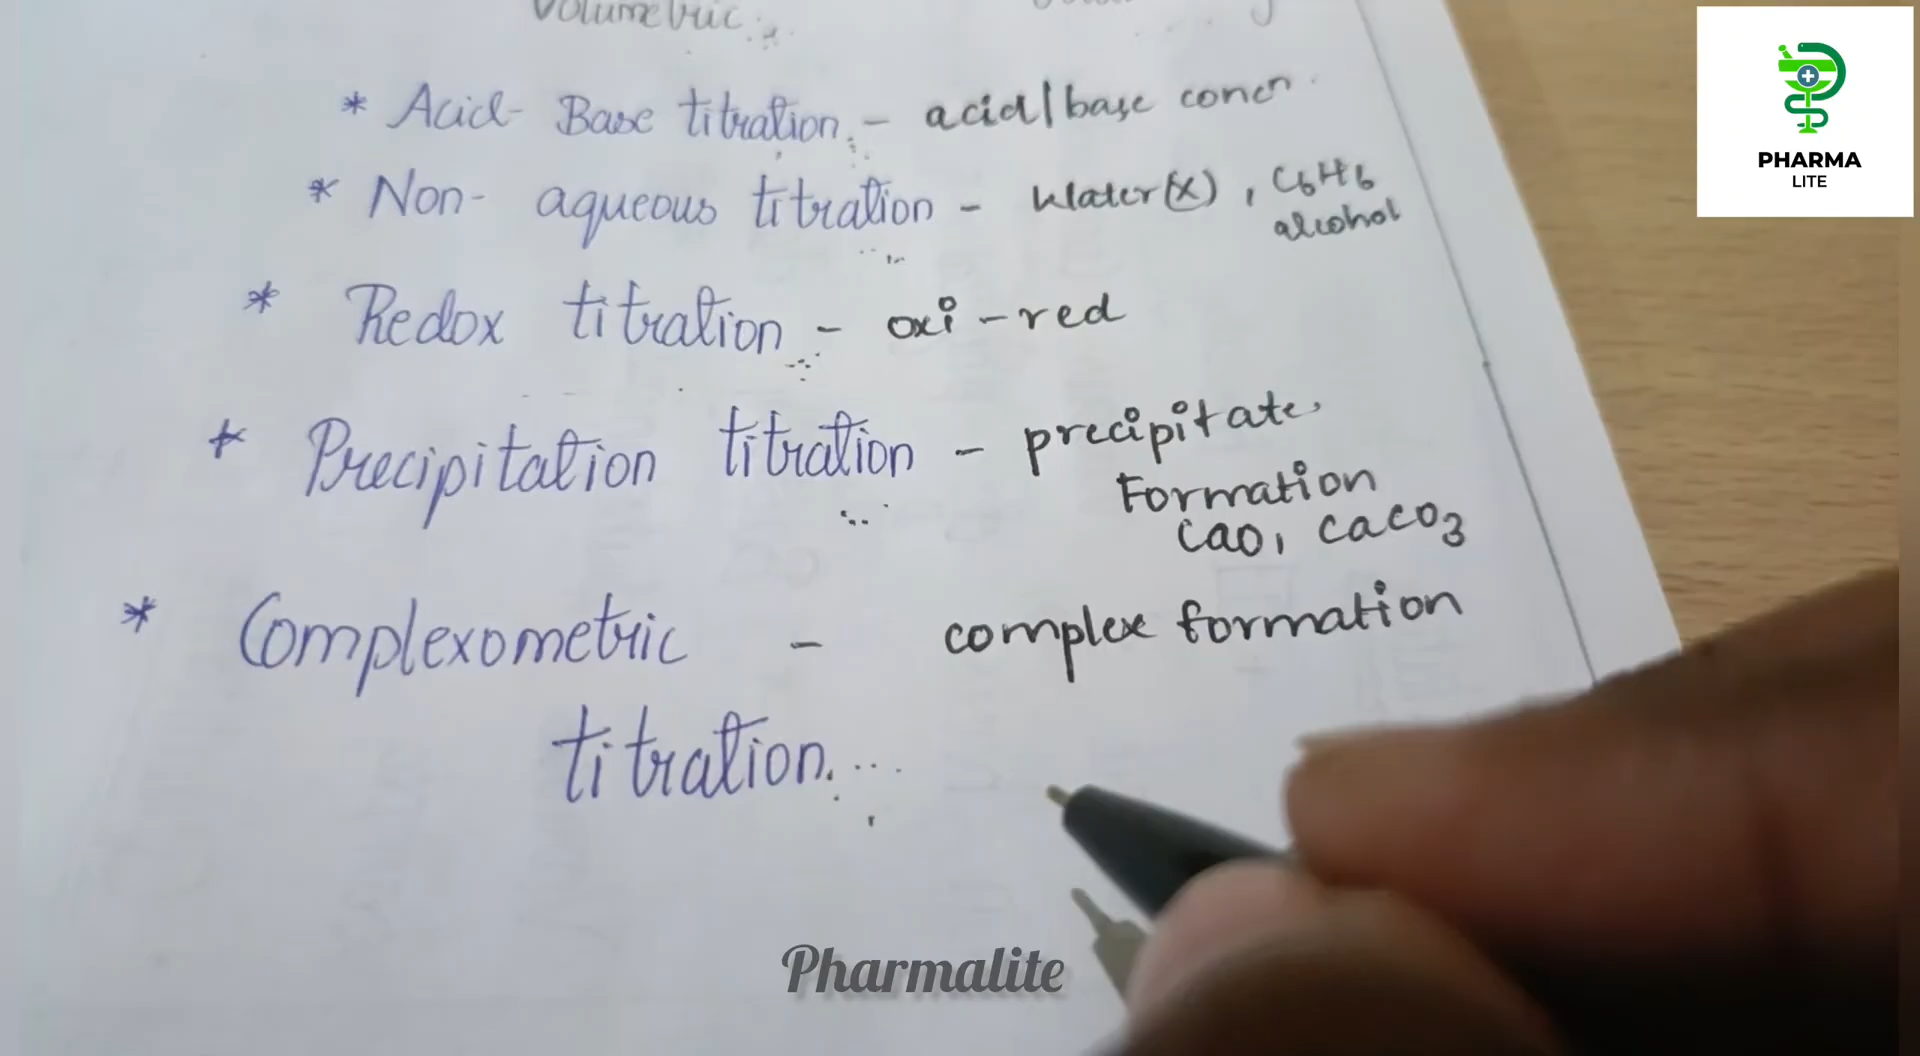 Volumetric
* Acid- Base titration. - acid/base concn.
* Non- aqueous titration - Water(x), C6H6
alcohol
* Redox titration - oxi - red
* Precipitation titration - precipitate
Formation
CaO, CaCO3
* Complexometric - complex formation
titration.
PHARMA
LITE
Pharmalite